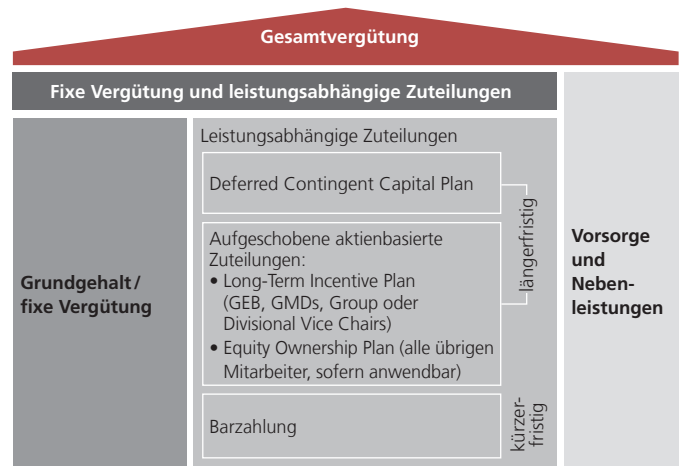 Gesamtvergütung
Fixe Vergütung und leistungsabhängige Zuteilungen
Grundgehalt /
fixe Vergütung
Leistungsabhängige Zuteilungen
Deferred Contingent Capital Plan
Aufgeschobene aktienbasierte
Zuteilungen:
• Long-Term Incentive Plan
(GEB, GMDs, Group oder
Divisional Vice Chairs)
• Equity Ownership Plan (alle übrigen
Mitarbeiter, sofern anwendbar)
Barzahlung
längerfristig
kürzer-
fristig
Vorsorge
und
Neben-
leistungen